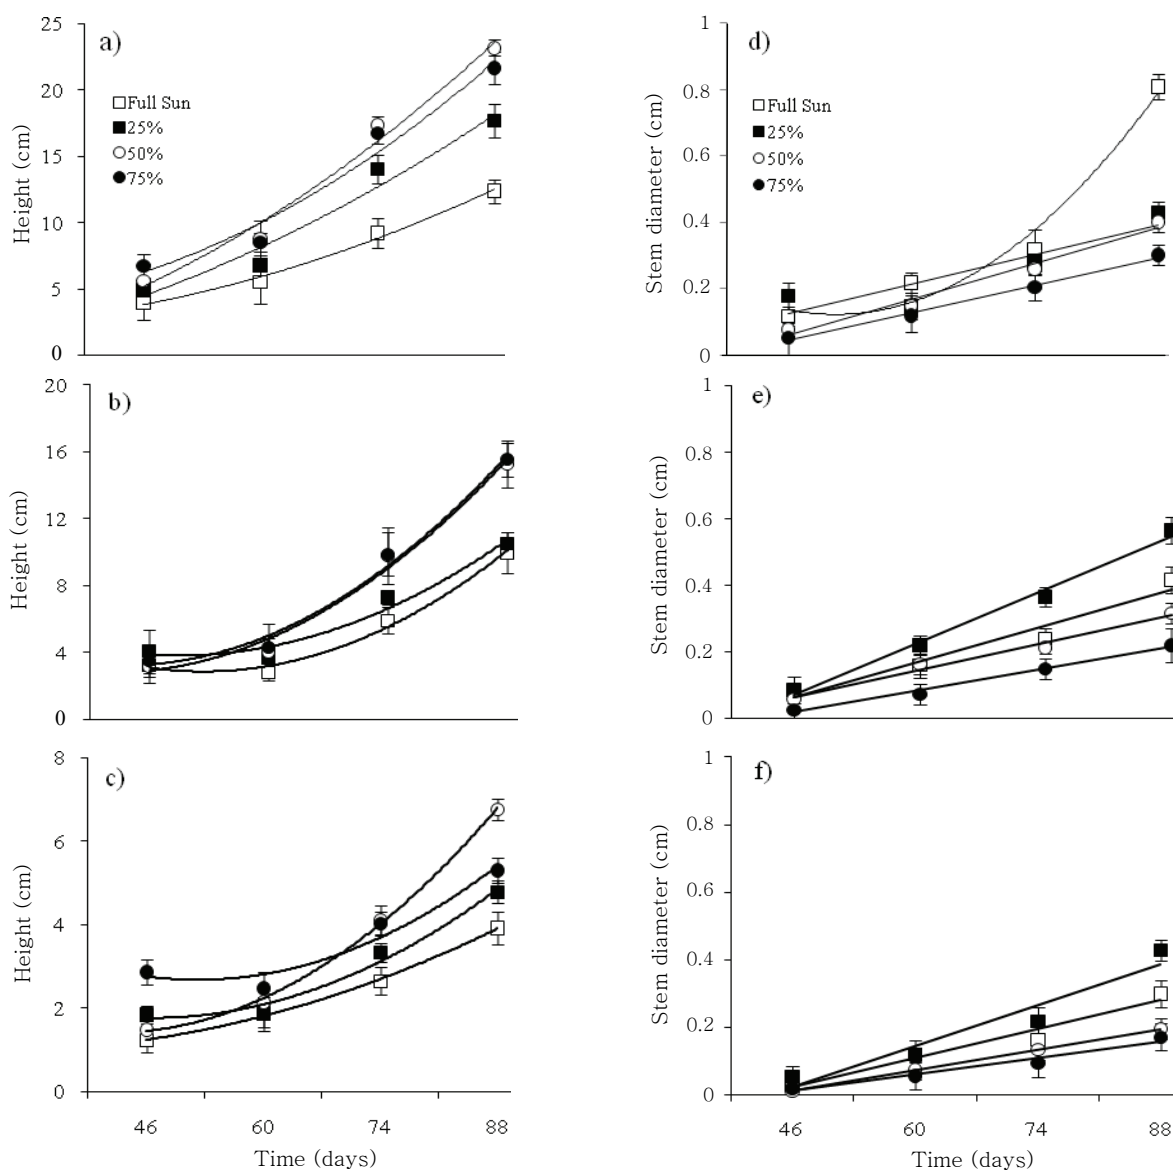 a)
Height (cm)
25
20
15
10
5
0
Full Sun
25%
50%
75%
d)
Stem diameter (cm)
1
0.8
0.6
0.4
0.2
0
Full Sun
25%
50%
75%
b)
Height (cm)
20
16
12
8
4
0
e)
Stem diameter (cm)
1
0.8
0.6
0.4
0.2
0
c)
Height (cm)
8
6
4
2
0
46 60 74 88
Time (days)
f)
Stem diameter (cm)
1
0.8
0.6
0.4
0.2
0
46 60 74 88
Time (days)